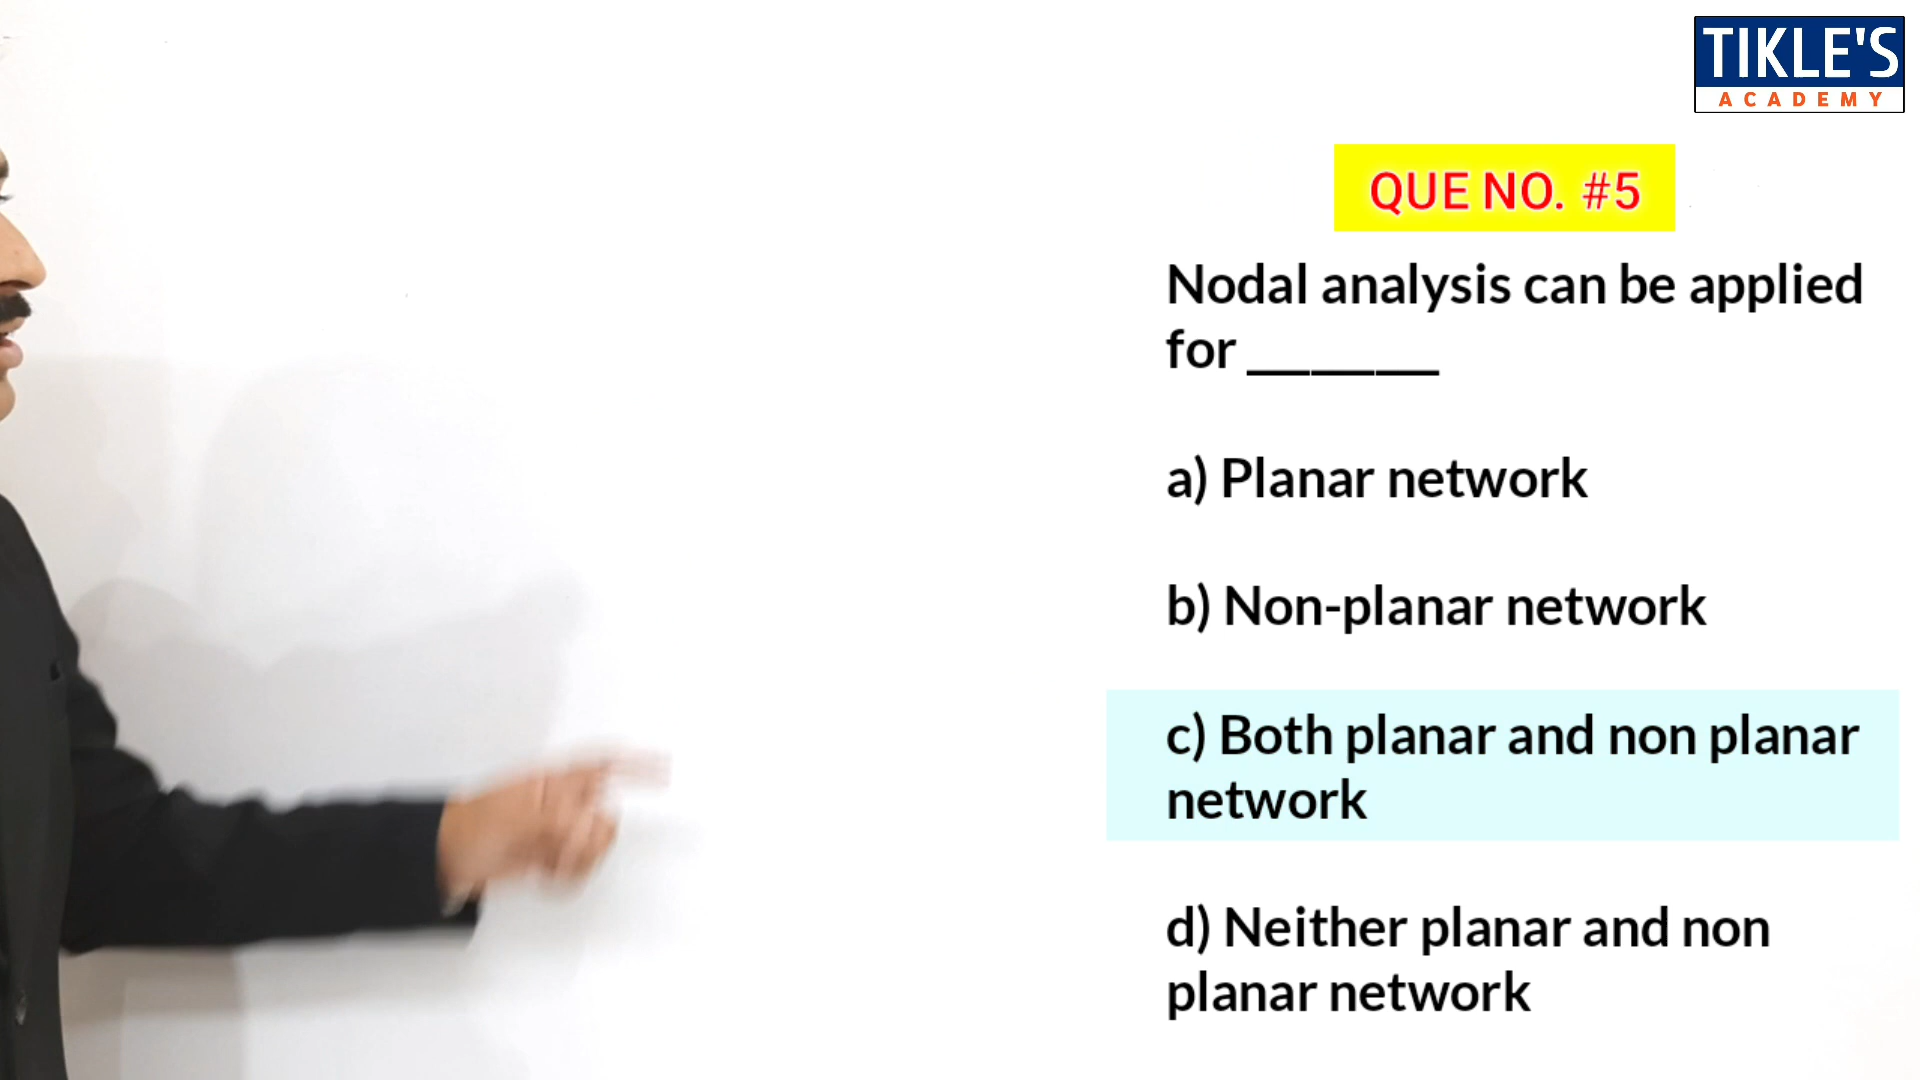 TIKLE'S
ACADEMY
QUE NO. #5
Nodal analysis can be applied
for _______
a) Planar network
b) Non-planar network
c) Both planar and non planar
network
d) Neither planar and non
planar network